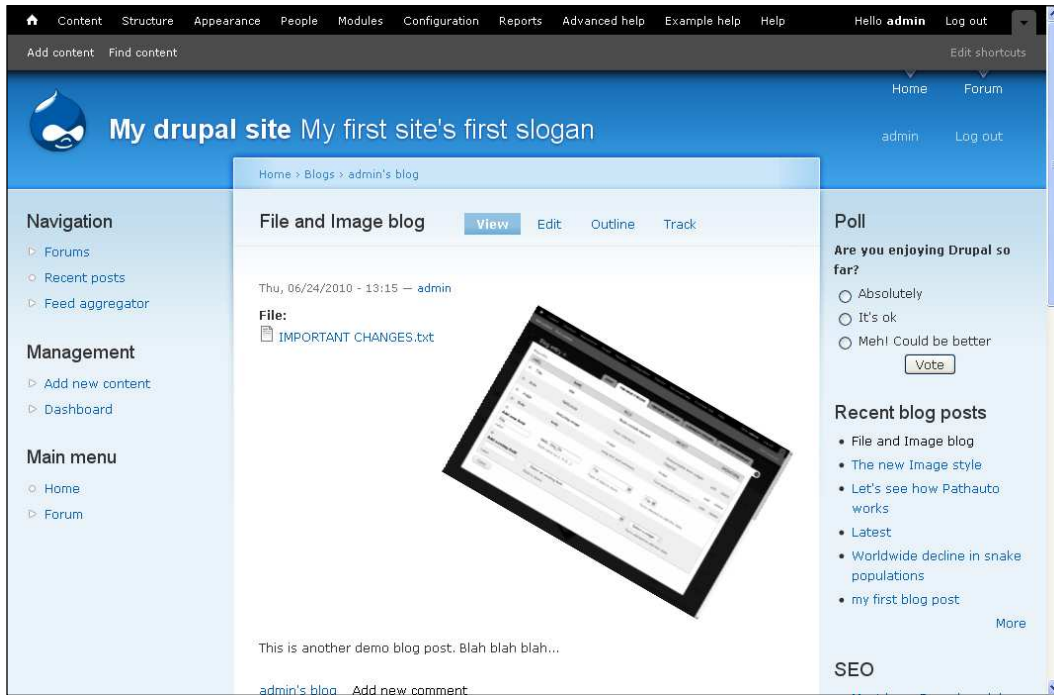 Content Structure Appearance People Modules Configuration Reports Advanced help Example help Help Hello admin Log out
Add content Find content Edit shortcuts
Home Forum
My drupal site My first site's first slogan
admin Log out
Home › Blogs › admin's blog
Navigation
Forums
Recent posts
Feed aggregator
Management
Add new content
Dashboard
Main menu
Home
Forum
File and Image blog View Edit Outline Track
Thu, 06/24/2010 - 13:15 — admin
File:
IMPORTANT CHANGES.txt
This is another demo blog post. Blah blah blah...
admin's blog Add new comment
Poll
Are you enjoying Drupal so
far?
Absolutely
It's ok
Meh! Could be better
Vote
Recent blog posts
File and Image blog
The new Image style
Let's see how Pathauto
works
Latest
Worldwide decline in snake
populations
my first blog post
More
SEO